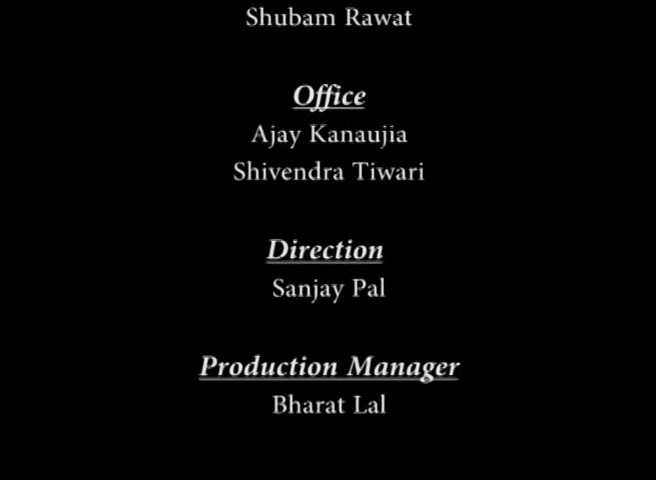 Shubam Rawat
Office
Ajay Kanaujia
Shivendra Tiwari
Direction
Sanjay Pal
Production Manager
Bharat Lal